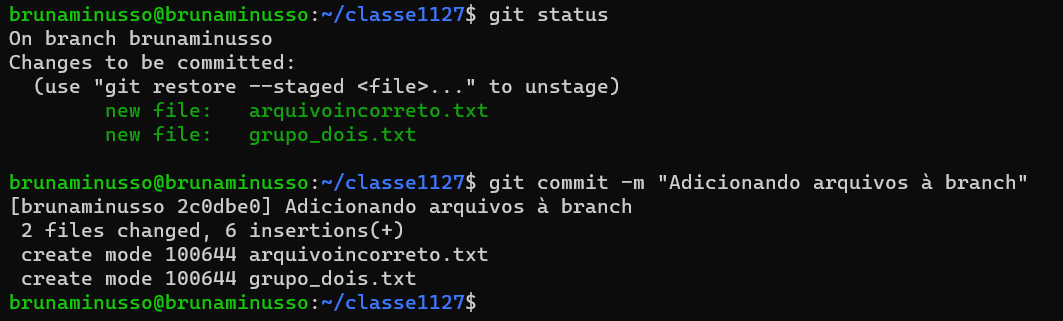 brunaminusso@brunaminusso:~/classe1127$ git status
On branch brunaminusso
Changes to be committed:
  (use "git restore --staged <file>..." to unstage)
        new file:   arquivoincorreto.txt
        new file:   grupo_dois.txt

brunaminusso@brunaminusso:~/classe1127$ git commit -m "Adicionando arquivos à branch"
[brunaminusso 2c0dbe0] Adicionando arquivos à branch
 2 files changed, 6 insertions(+)
 create mode 100644 arquivoincorreto.txt
 create mode 100644 grupo_dois.txt
brunaminusso@brunaminusso:~/classe1127$